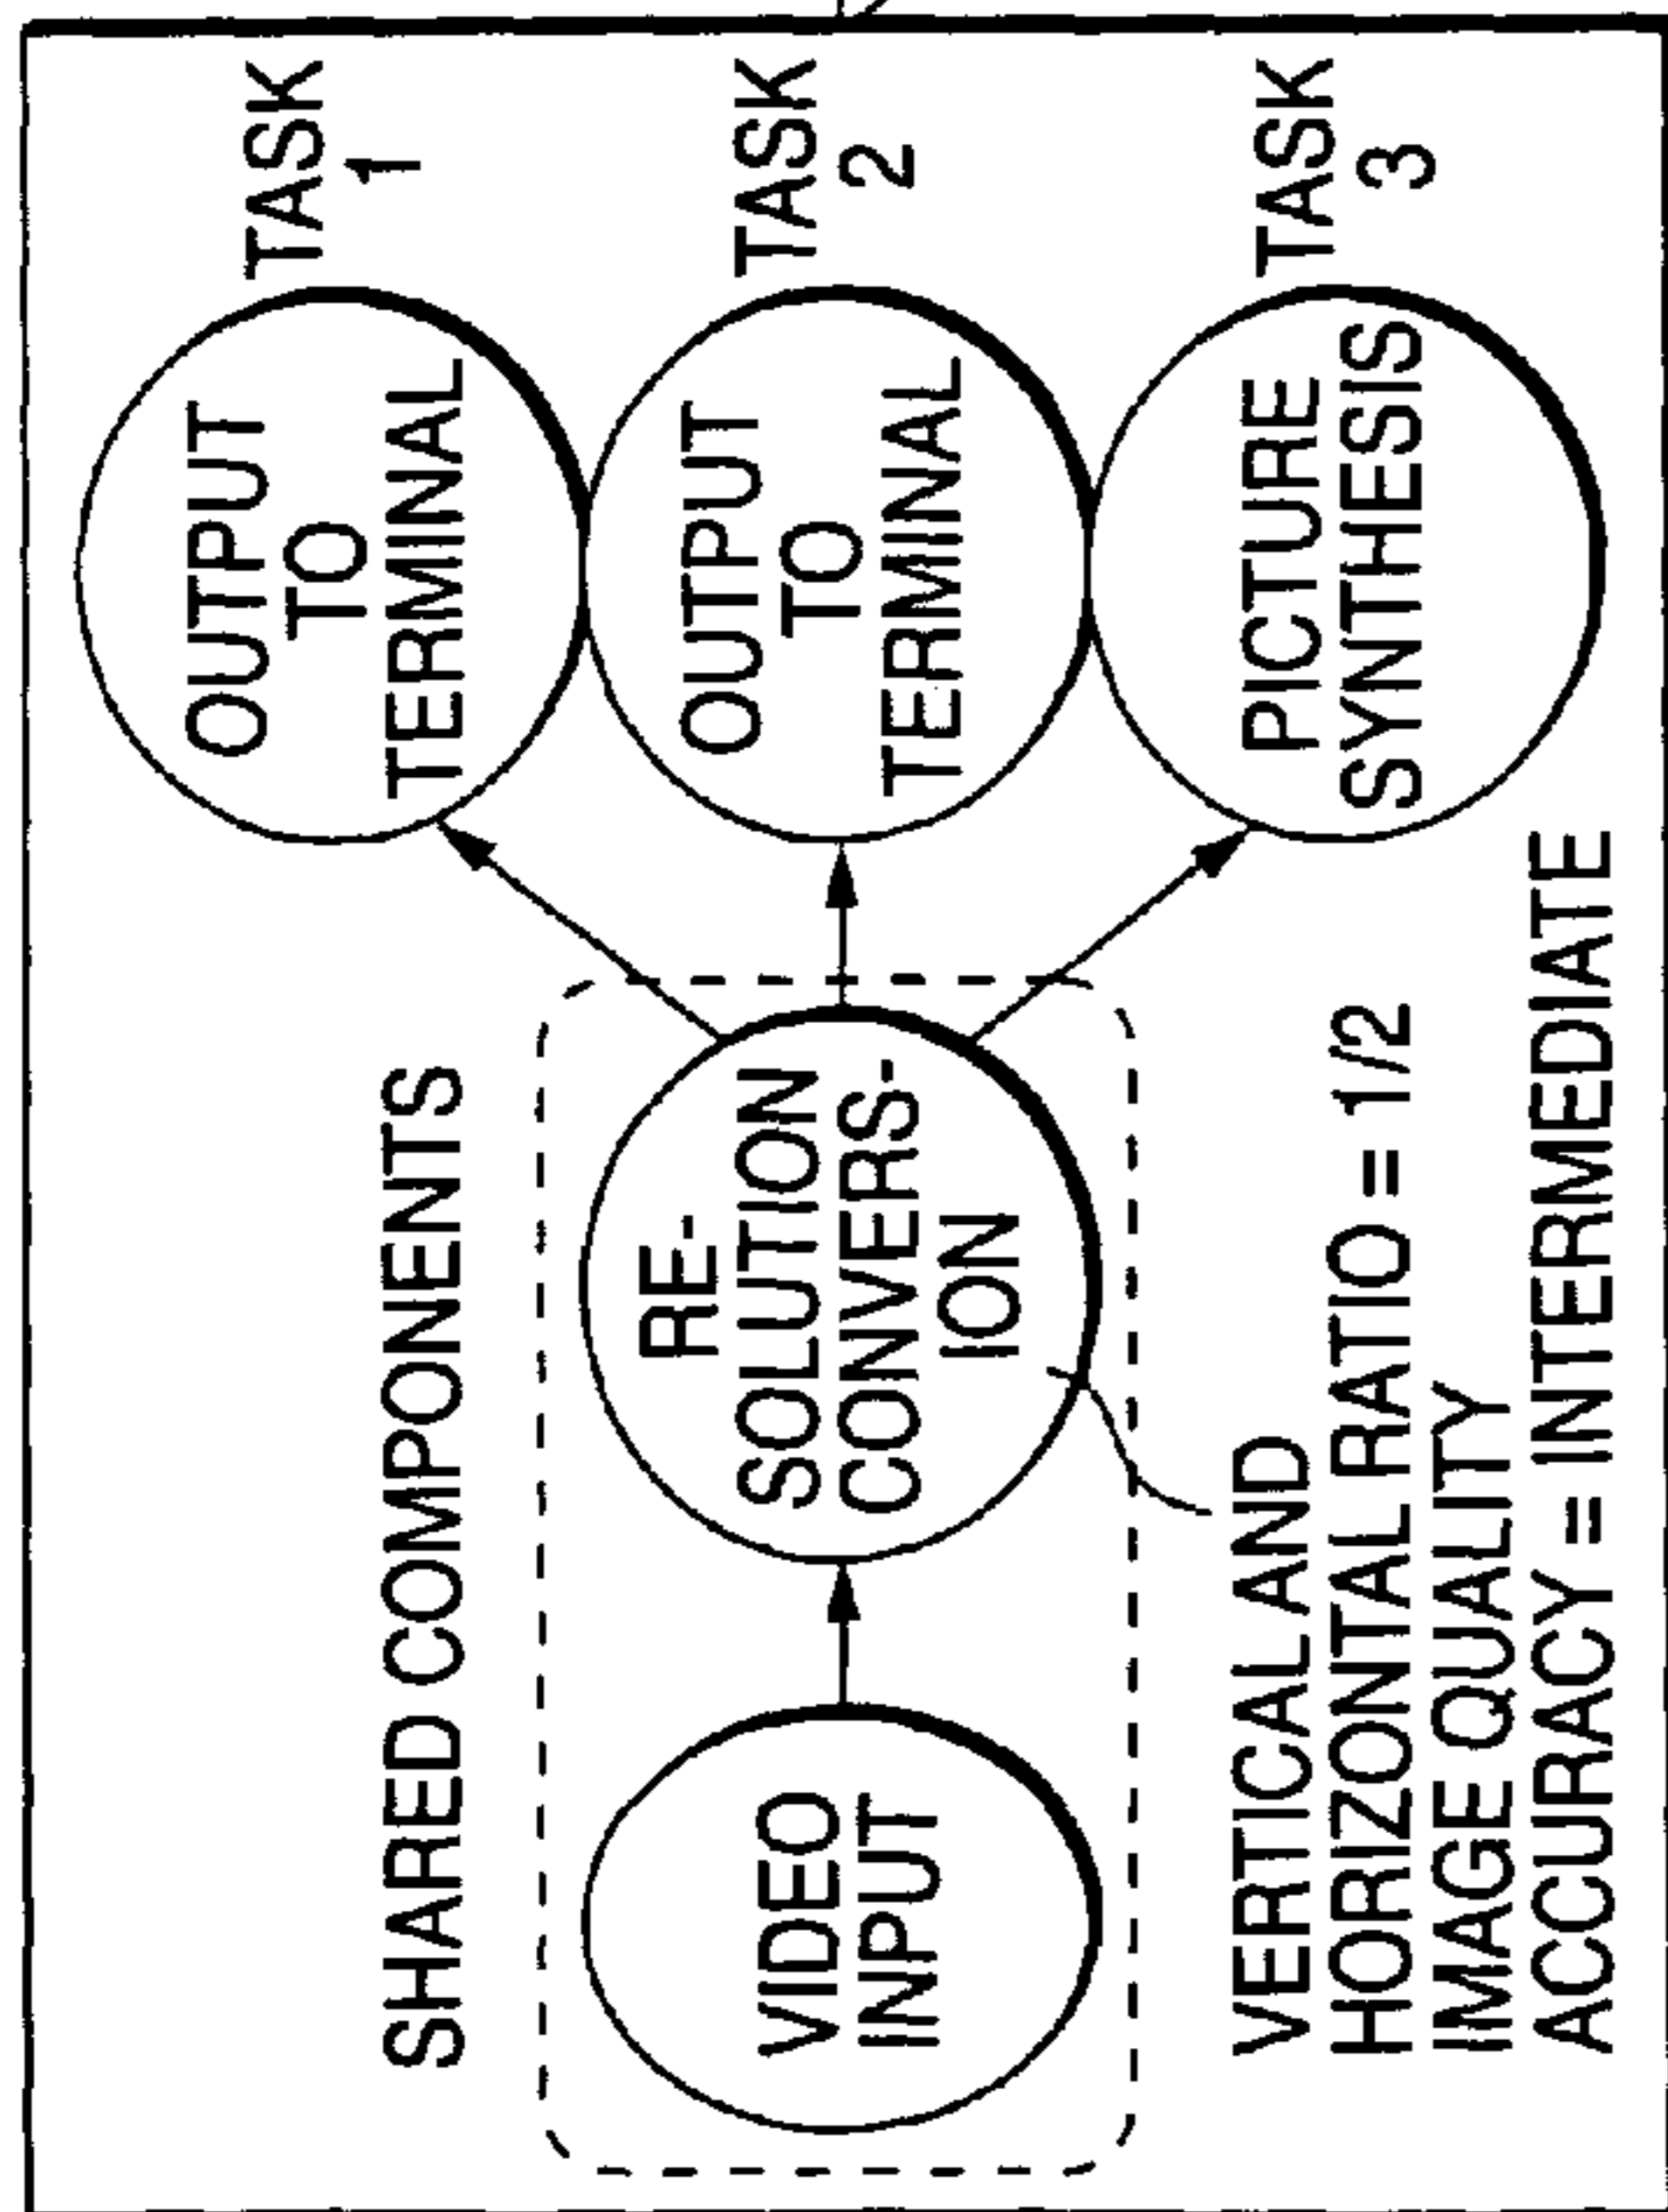 SHARED COMPONENTS
VIDEO
INPUT
RE-
SOLUTION
CONVERS-
ION
OUTPUT
TO
TERMINAL
TASK
1
OUTPUT
TO
TERMINAL
TASK
2
PICTURE
SYNTHESIS
TASK
3
VERTICAL AND
HORIZONTAL RATIO = 1/2
IMAGE QUALITY
ACCURACY = INTERMEDIATE